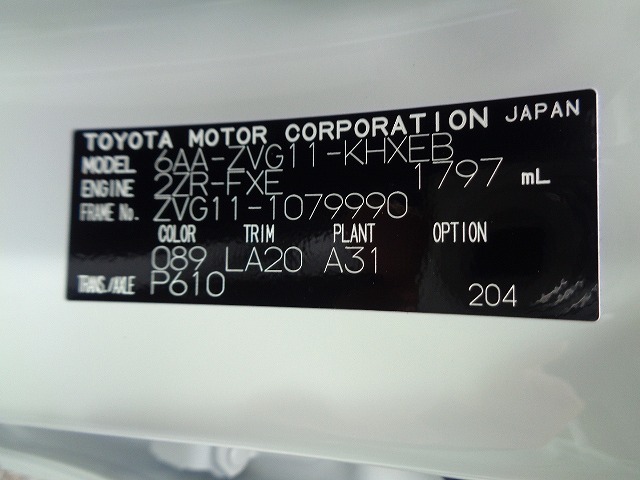 TOYOTA MOTOR CORPORATION JAPAN
MODEL 6AA-ZVG11-KHXEB
ENGINE 2ZR-FXE 1797 mL
FRAME No. ZVG11-1079990
COLOR TRIM PLANT OPTION
089 LA20 A31
TRANS./AXLE P610
204